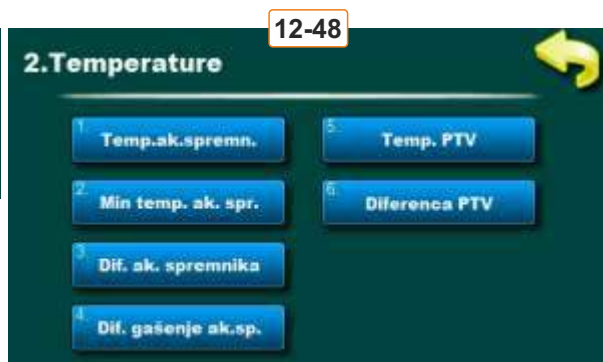 12-48
2.Temperature
1. Temp.ak.spremn.
2. Min temp. ak. spr.
3. Dif. ak. spremnika
4. Dif. gašenje ak.sp.
5. Temp. PTV
6. Diferenca PTV